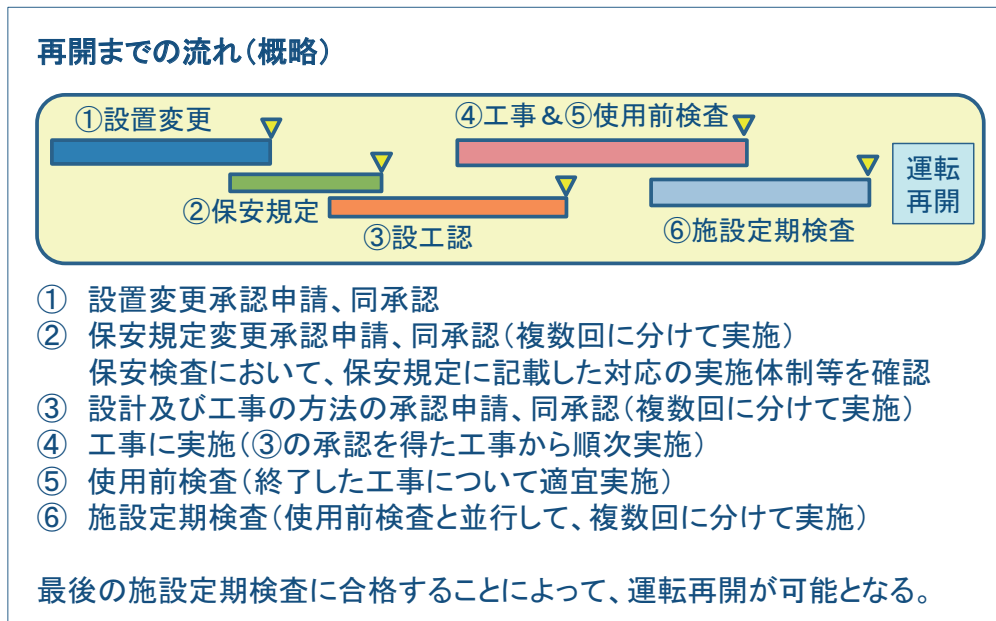 再開までの流れ（概略）
①設置変更
④工事＆⑤使用前検査
②保安規定
③設工認
⑥施設定期検査
運転
再開
① 設置変更承認申請、同承認
② 保安規定変更承認申請、同承認（複数回に分けて実施）
保安検査において、保安規定に記載した対応の実施体制等を確認
③ 設計及び工事の方法の承認申請、同承認（複数回に分けて実施）
④ 工事に実施（③の承認を得た工事から順次実施）
⑤ 使用前検査（終了した工事について適宜実施）
⑥ 施設定期検査（使用前検査と並行して、複数回に分けて実施）
最後の施設定期検査に合格することによって、運転再開が可能となる。